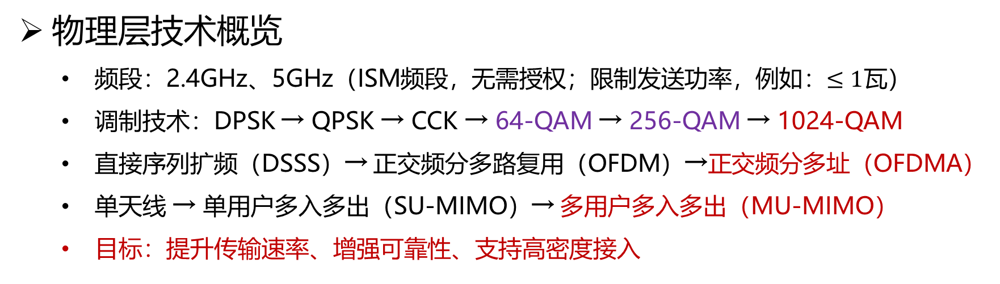 ➢ 物理层技术概览
• 频段：2.4GHz、5GHz（ISM频段，无需授权；限制发送功率，例如：≤ 1瓦）
• 调制技术：DPSK → QPSK → CCK → 64-QAM → 256-QAM → 1024-QAM
• 直接序列扩频（DSSS）→ 正交频分多路复用（OFDM）→正交频分多址（OFDMA）
• 单天线 → 单用户多入多出（SU-MIMO）→ 多用户多入多出（MU-MIMO）
• 目标：提升传输速率、增强可靠性、支持高密度接入